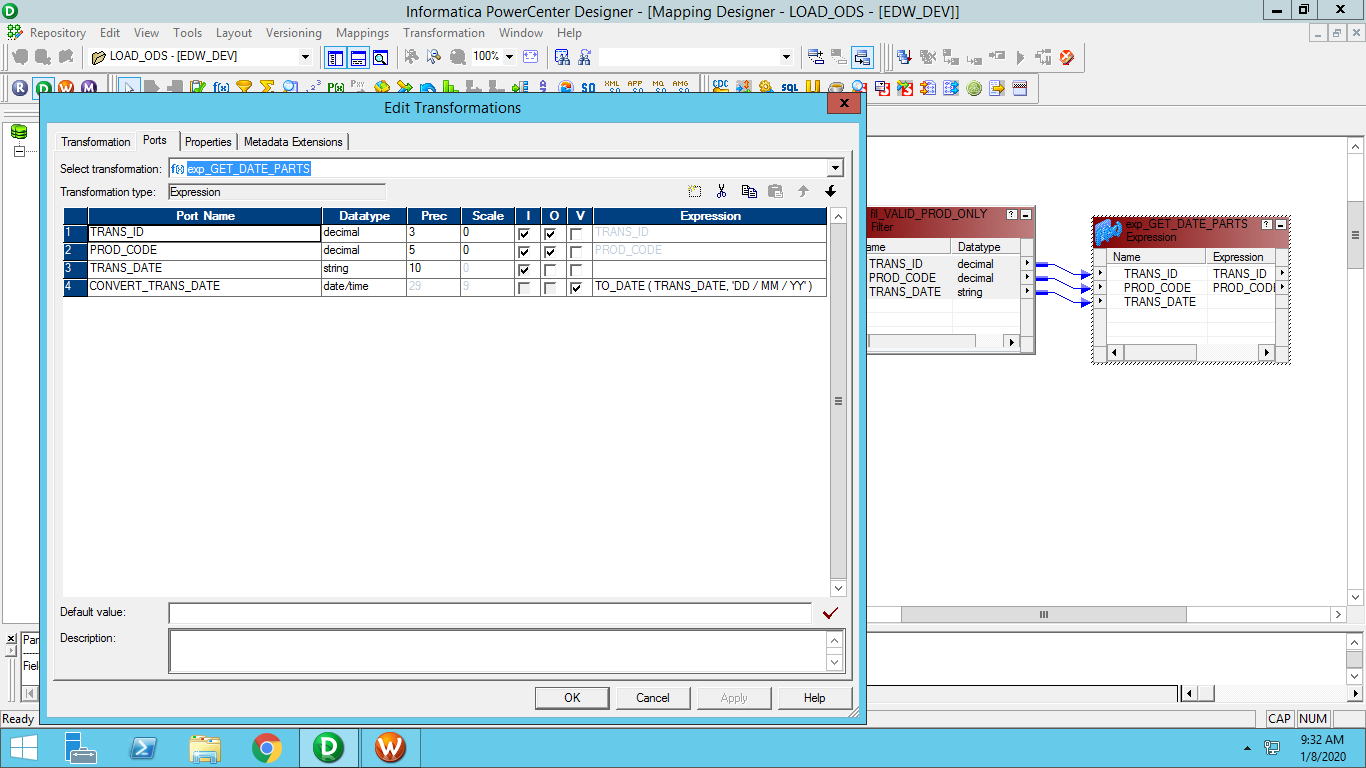 Informatica PowerCenter Designer - [Mapping Designer - LOAD_ODS - [EDW_DEV]]
Repository Edit View Tools Layout Versioning Mappings Transformation Window Help
LOAD_ODS - [EDW_DEV] 100%
Edit Transformations
Transformation Ports Properties Metadata Extensions
Select transformation: f(x) exp_GET_DATE_PARTS
Transformation type: Expression
Port Name Datatype Prec Scale I O V Expression
1 TRANS_ID decimal 3 0 TRANS_ID
2 PROD_CODE decimal 5 0 PROD_CODE
3 TRANS_DATE string 10 0
4 CONVERT_TRANS_DATE date/time 29 9 TO_DATE ( TRANS_DATE, 'DD / MM / YY' )
Default value:
Description:
OK Cancel Apply Help
fil_VALID_PROD_ONLY
Filter
ame Datatype
TRANS_ID decimal
PROD_CODE decimal
TRANS_DATE string
exp_GET_DATE_PARTS
Expression
Name Expression
TRANS_ID TRANS_ID
PROD_CODE PROD_CODE
TRANS_DATE
Par
Fiel
Ready CAP NUM
9:32 AM
1/8/2020